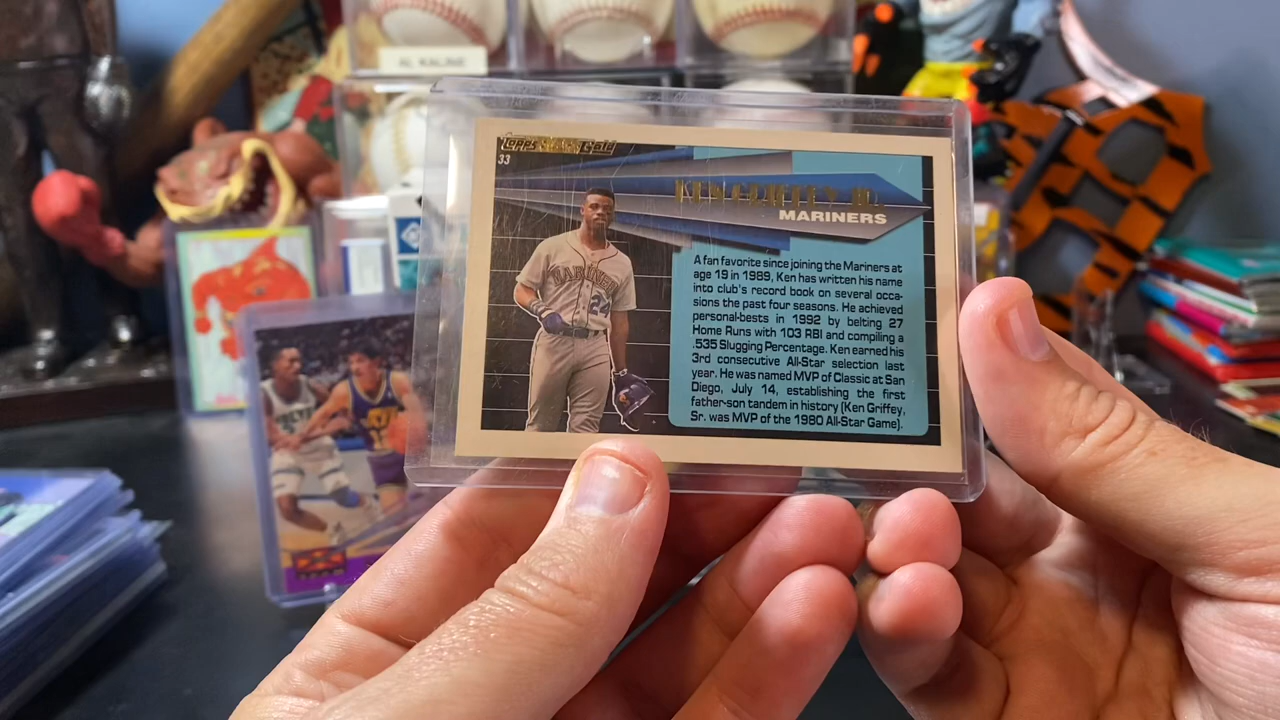 AL KALINE
Topps Black Gold
33
KEN GRIFFEY JR.
MARINERS
A fan favorite since joining the Mariners at
age 19 in 1989, Ken has written his name
into club's record book on several occa-
sions the past four seasons. He achieved
personal-bests in 1992 by belting 27
Home Runs with 103 RBI and compiling a
.535 Slugging Percentage. Ken earned his
3rd consecutive All-Star selection last
year. He was named MVP of Classic at San
Diego, July 14, establishing the first
father-son tandem in history (Ken Griffey,
Sr. was MVP of the 1980 All-Star Game).
MARINERS
24